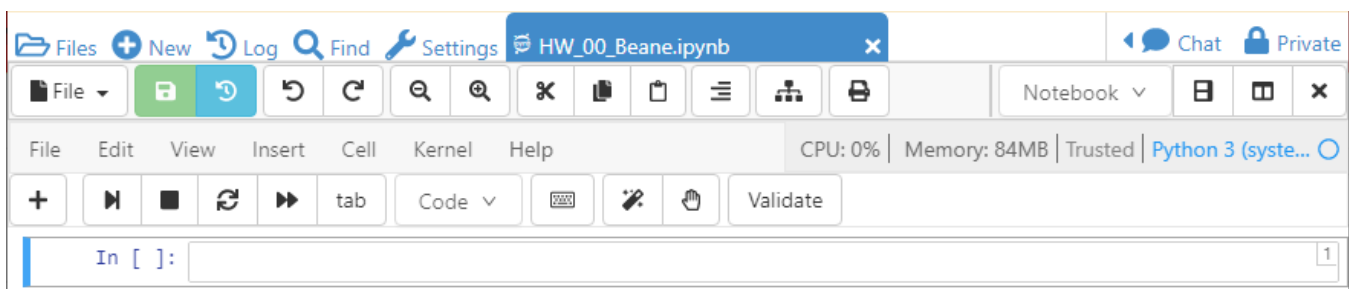 Files New Log Find Settings HW_00_Beane.ipynb Chat Private
File Notebook
File Edit View Insert Cell Kernel Help CPU: 0% Memory: 84MB Trusted Python 3 (syste...
tab Code Validate
In [ ]: 1